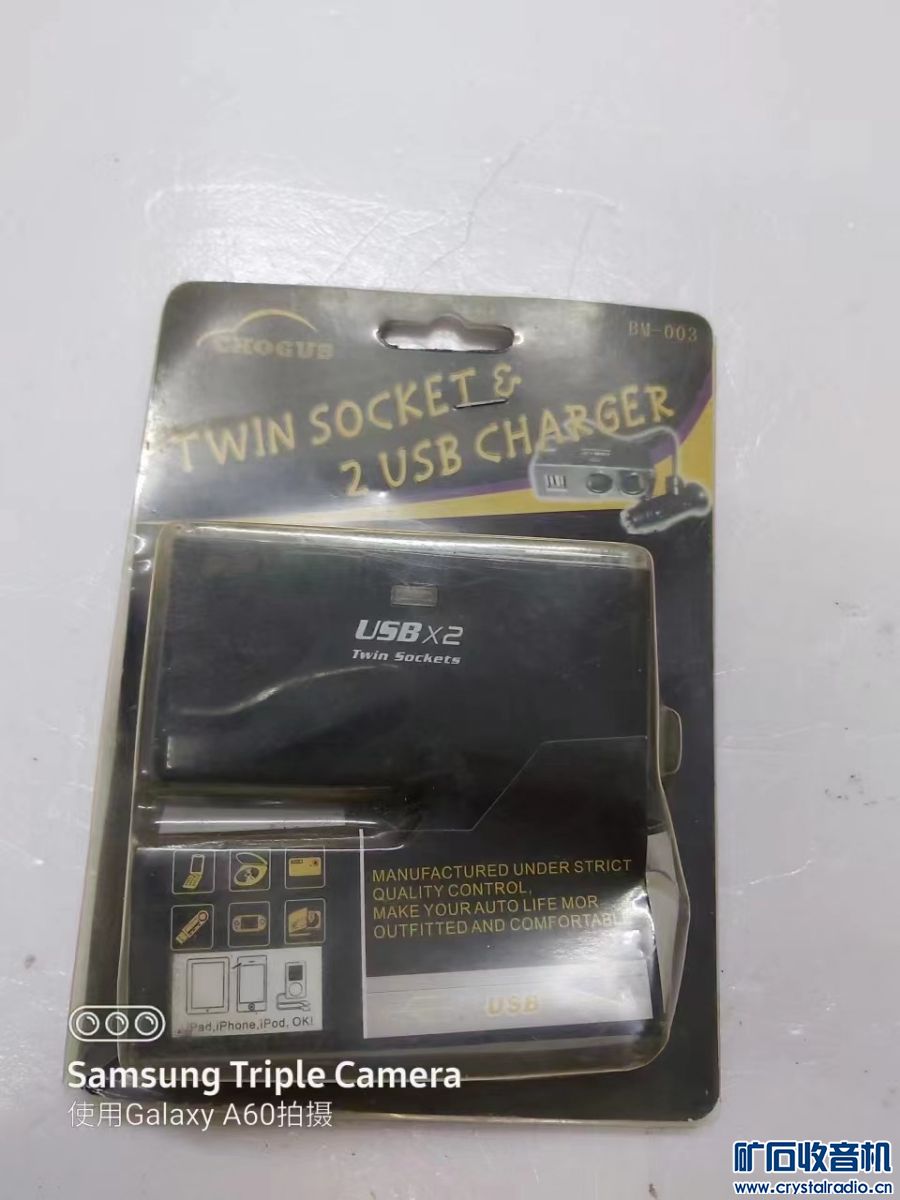 CHOGUS
BM-003
TWIN SOCKET &
2 USB CHARGER
USB X2
Twin Sockets
MANUFACTURED UNDER STRICT
QUALITY CONTROL,
MAKE YOUR AUTO LIFE MOR
OUTFITTED AND COMFORTABL
iPad,iPhone,iPod, OK!
USB
Samsung Triple Camera
使用Galaxy A60拍摄
矿石收音机
www.crystalradio.cn